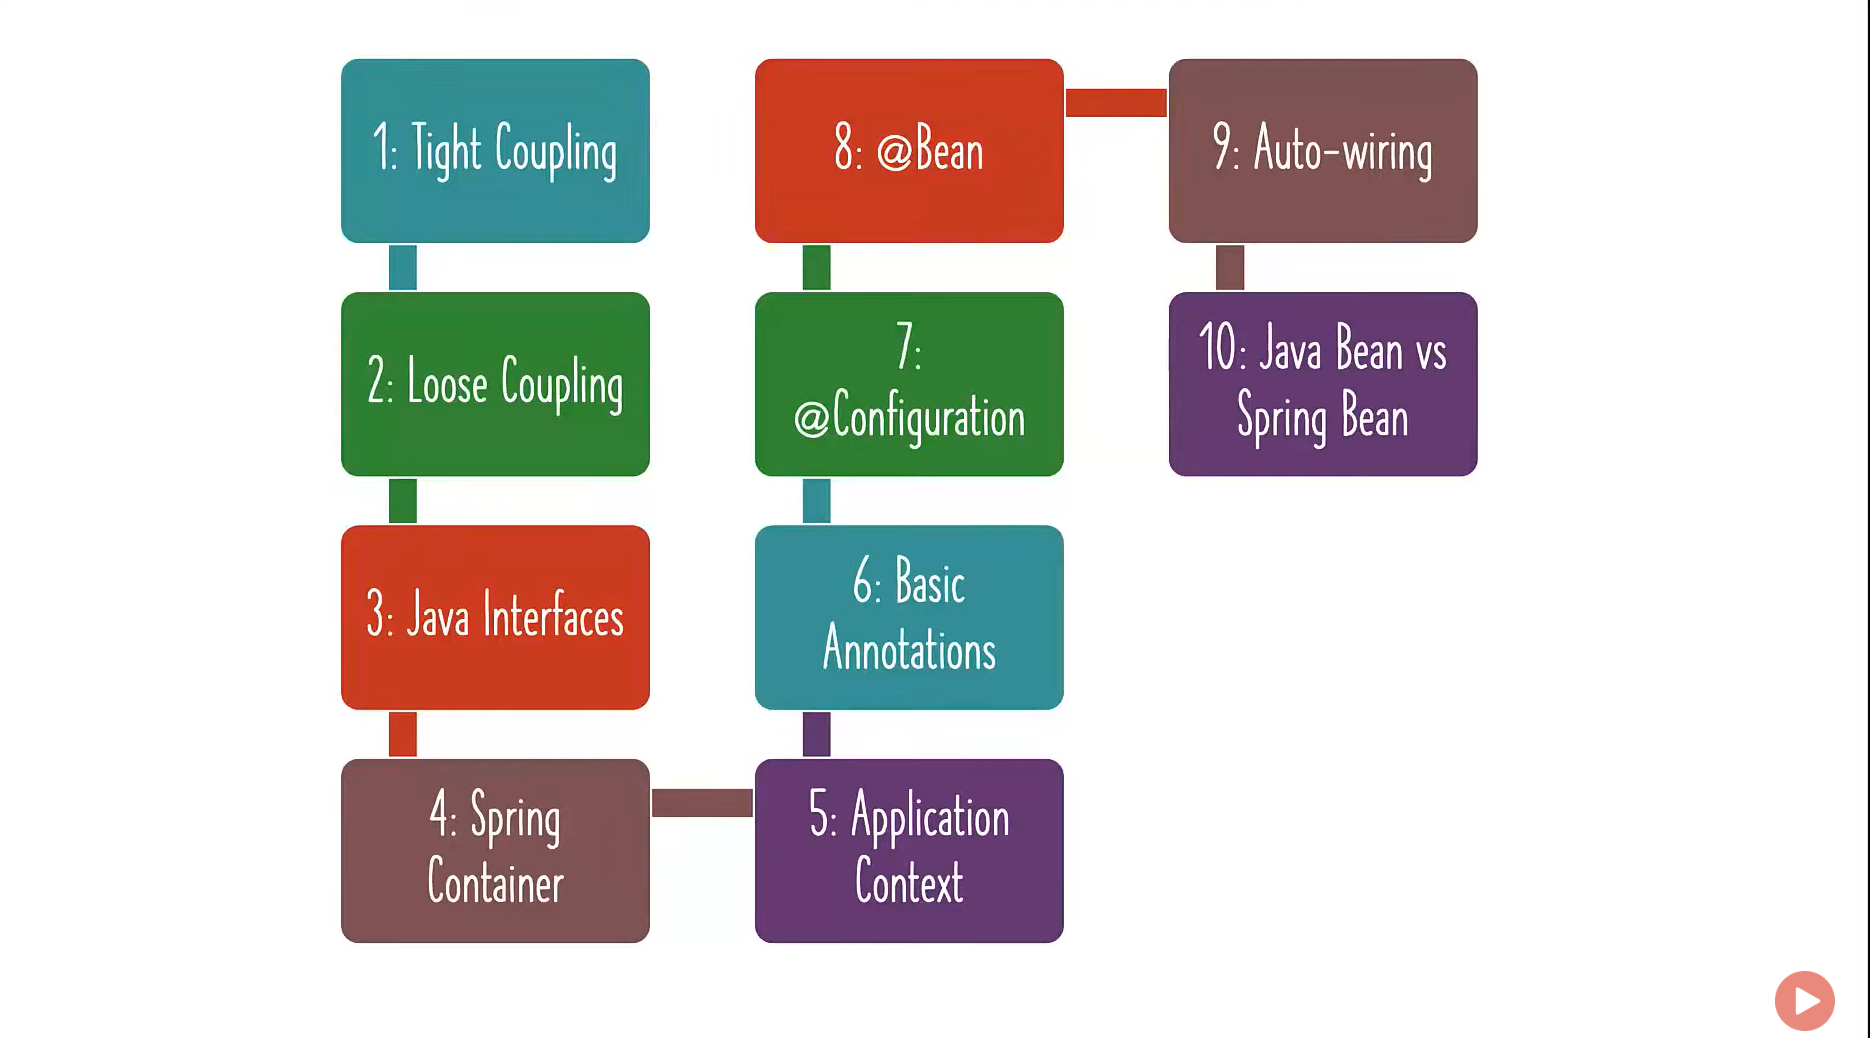 1: Tight Coupling
2: Loose Coupling
3: Java Interfaces
4: Spring
Container
5: Application
Context
6: Basic
Annotations
7:
@Configuration
8: @Bean
9: Auto-wiring
10: Java Bean vs
Spring Bean